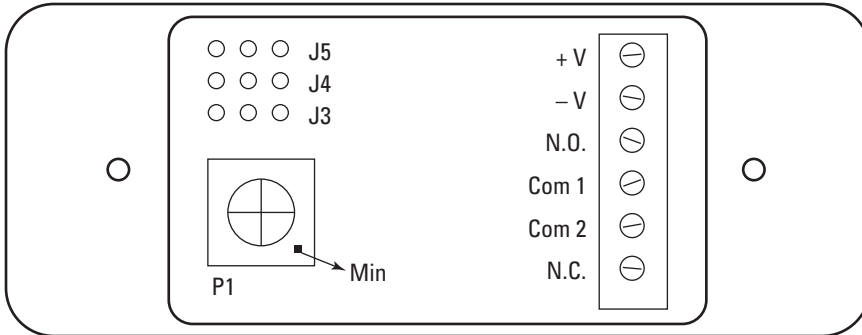 J5
J4
J3
Min
P1
+ V
– V
N.O.
Com 1
Com 2
N.C.